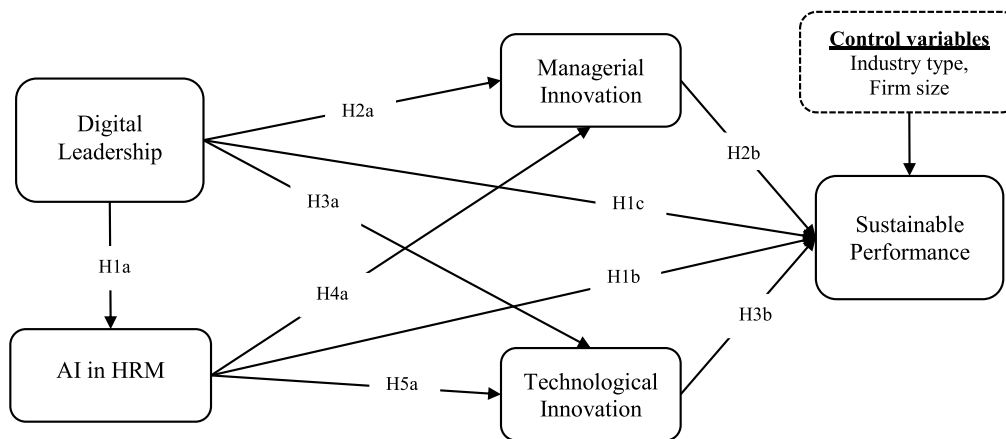 Control variables
Industry type,
Firm size
Managerial
Innovation
Digital
Leadership
H2a
H2b
H3a
H1c
Sustainable
Performance
H1a
H4a
H1b
H3b
AI in HRM
H5a
Technological
Innovation